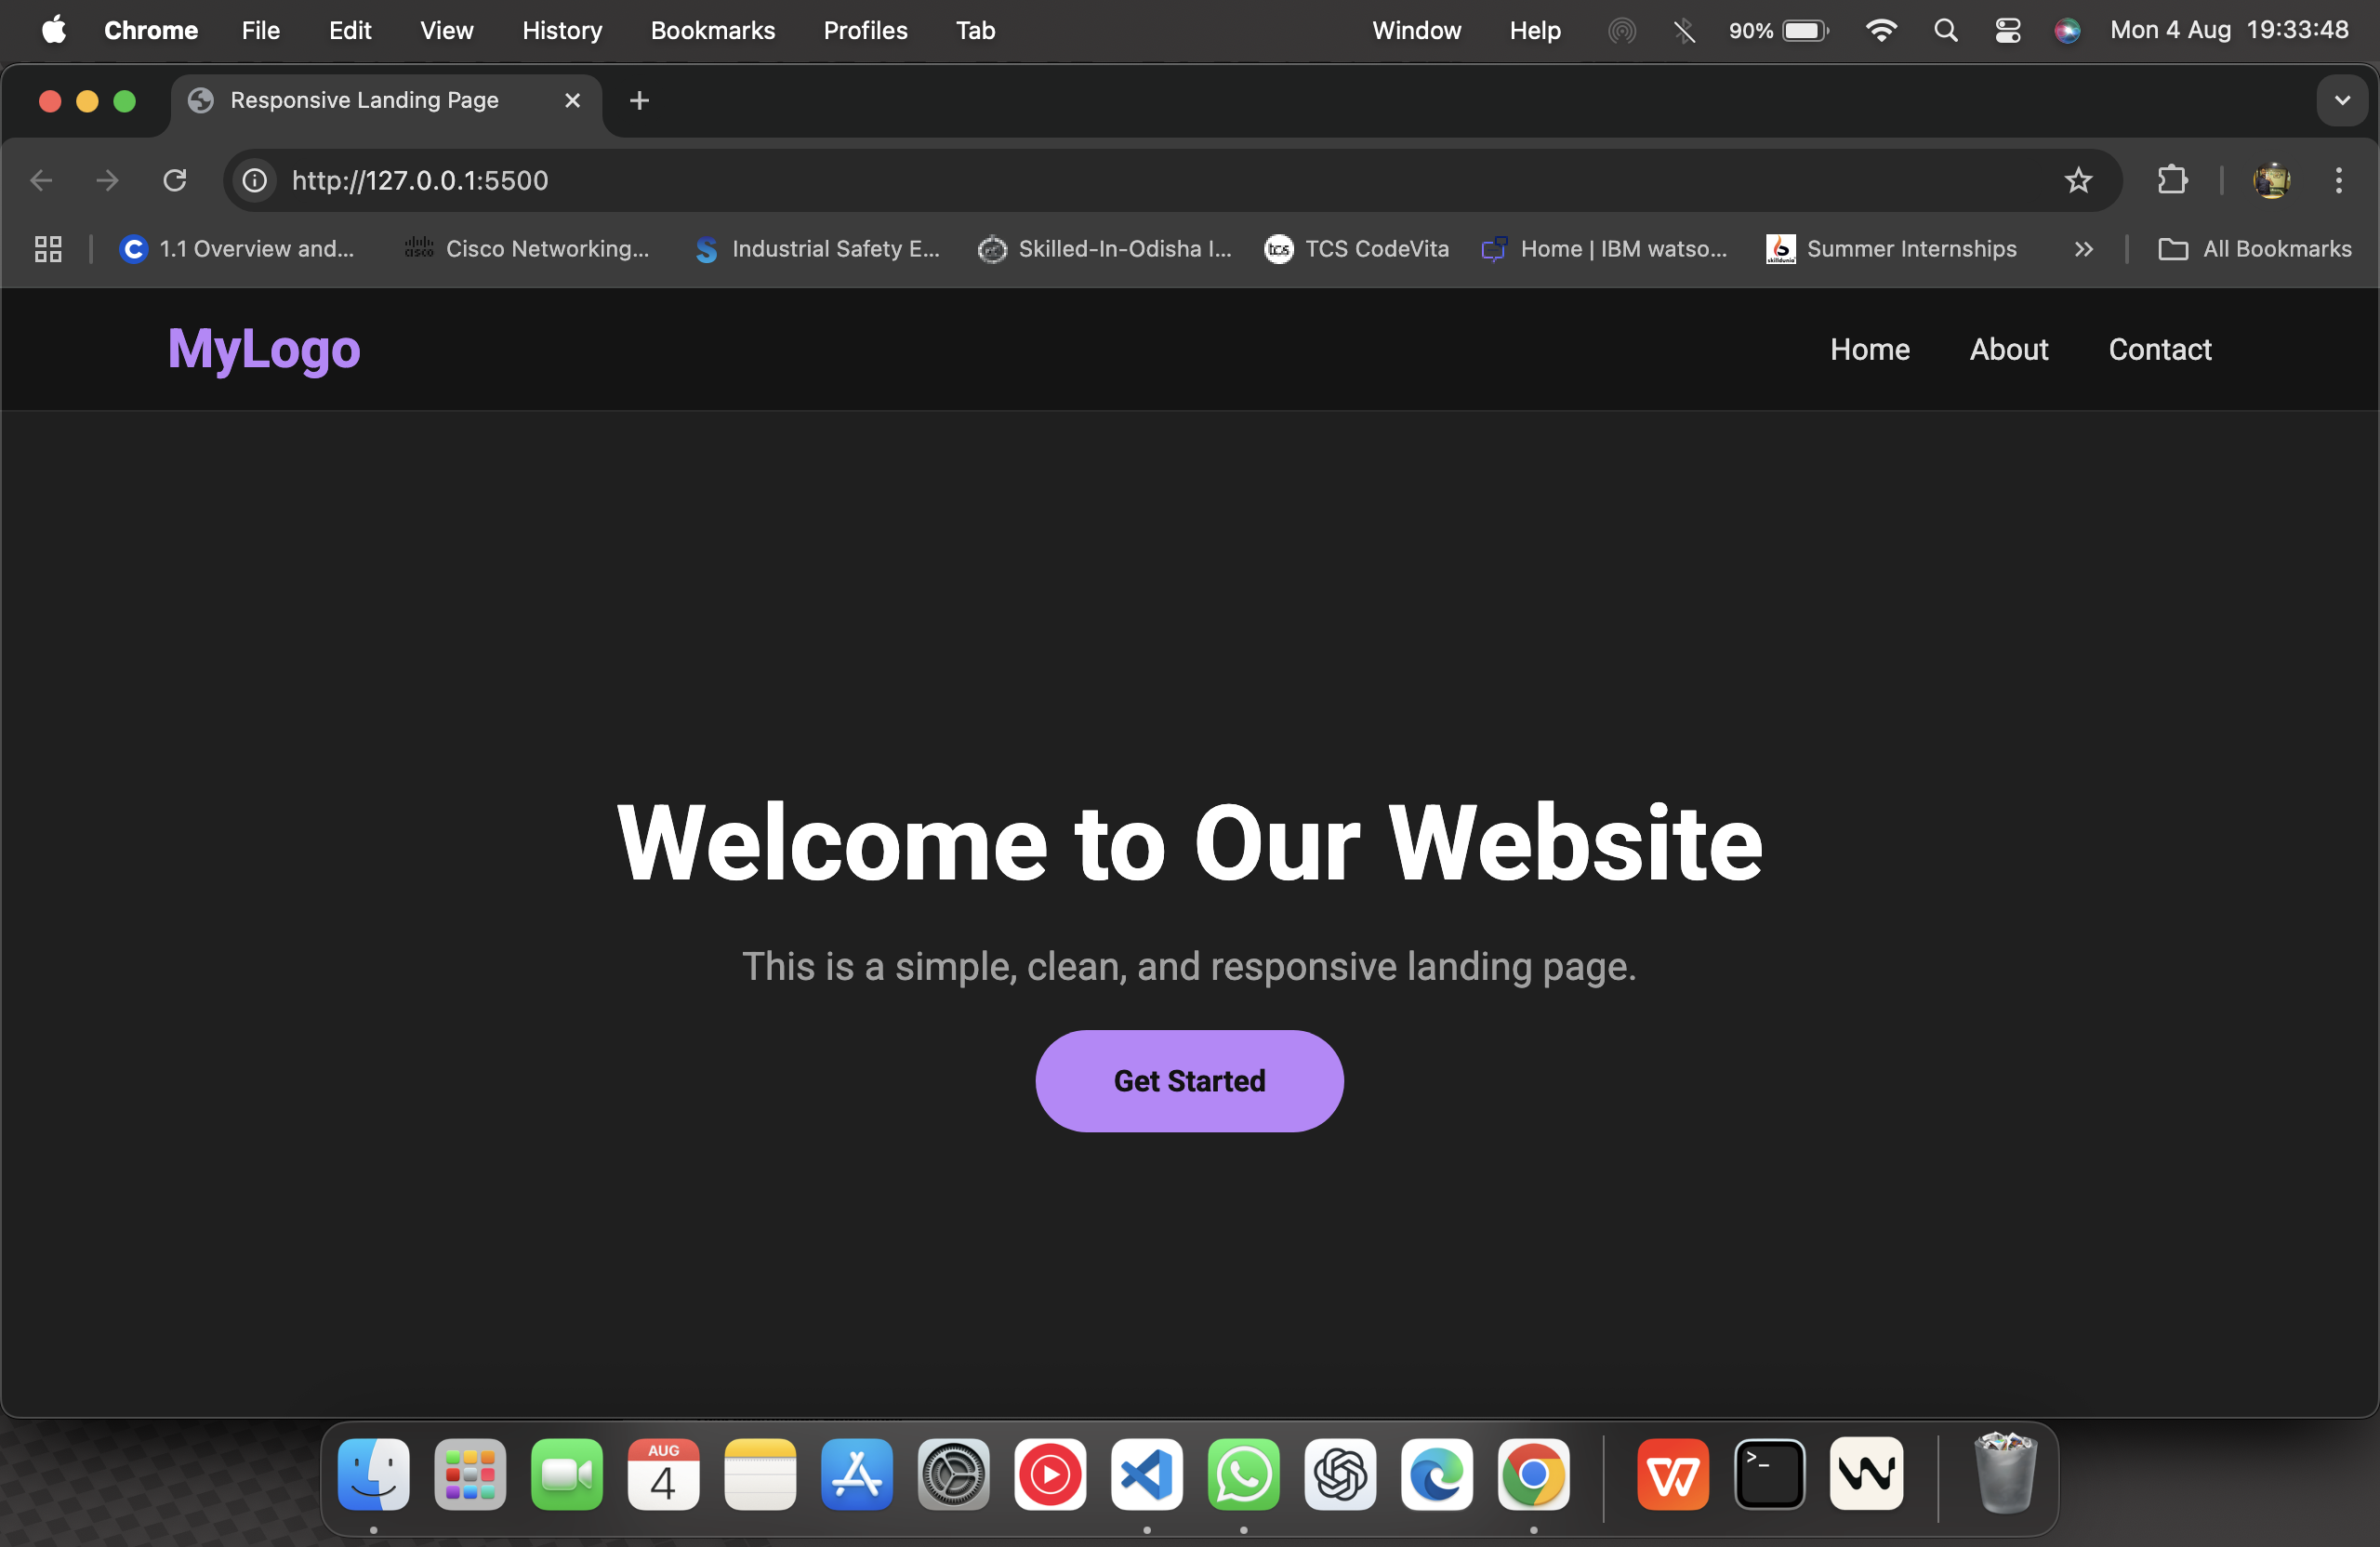 Chrome File Edit View History Bookmarks Profiles Tab Window Help 90% Mon 4 Aug 19:33:48
Responsive Landing Page
http://127.0.0.1:5500
1.1 Overview and... Cisco Networking... Industrial Safety E... Skilled-In-Odisha I... TCS CodeVita Home | IBM watso... Summer Internships All Bookmarks
MyLogo Home About Contact
Welcome to Our Website
This is a simple, clean, and responsive landing page.
Get Started
AUG
4